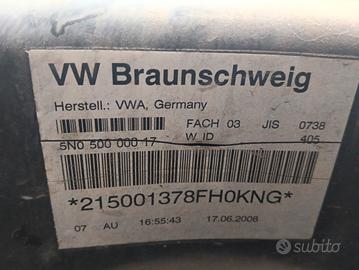 VW Braunschweig
Herstell.: VWA, Germany
FACH 03 JIS 0738
5N0 500 000 17 W_ID 405
*215001378FH0KNG*
07 AU 16:55:43 17.06.2008
subito